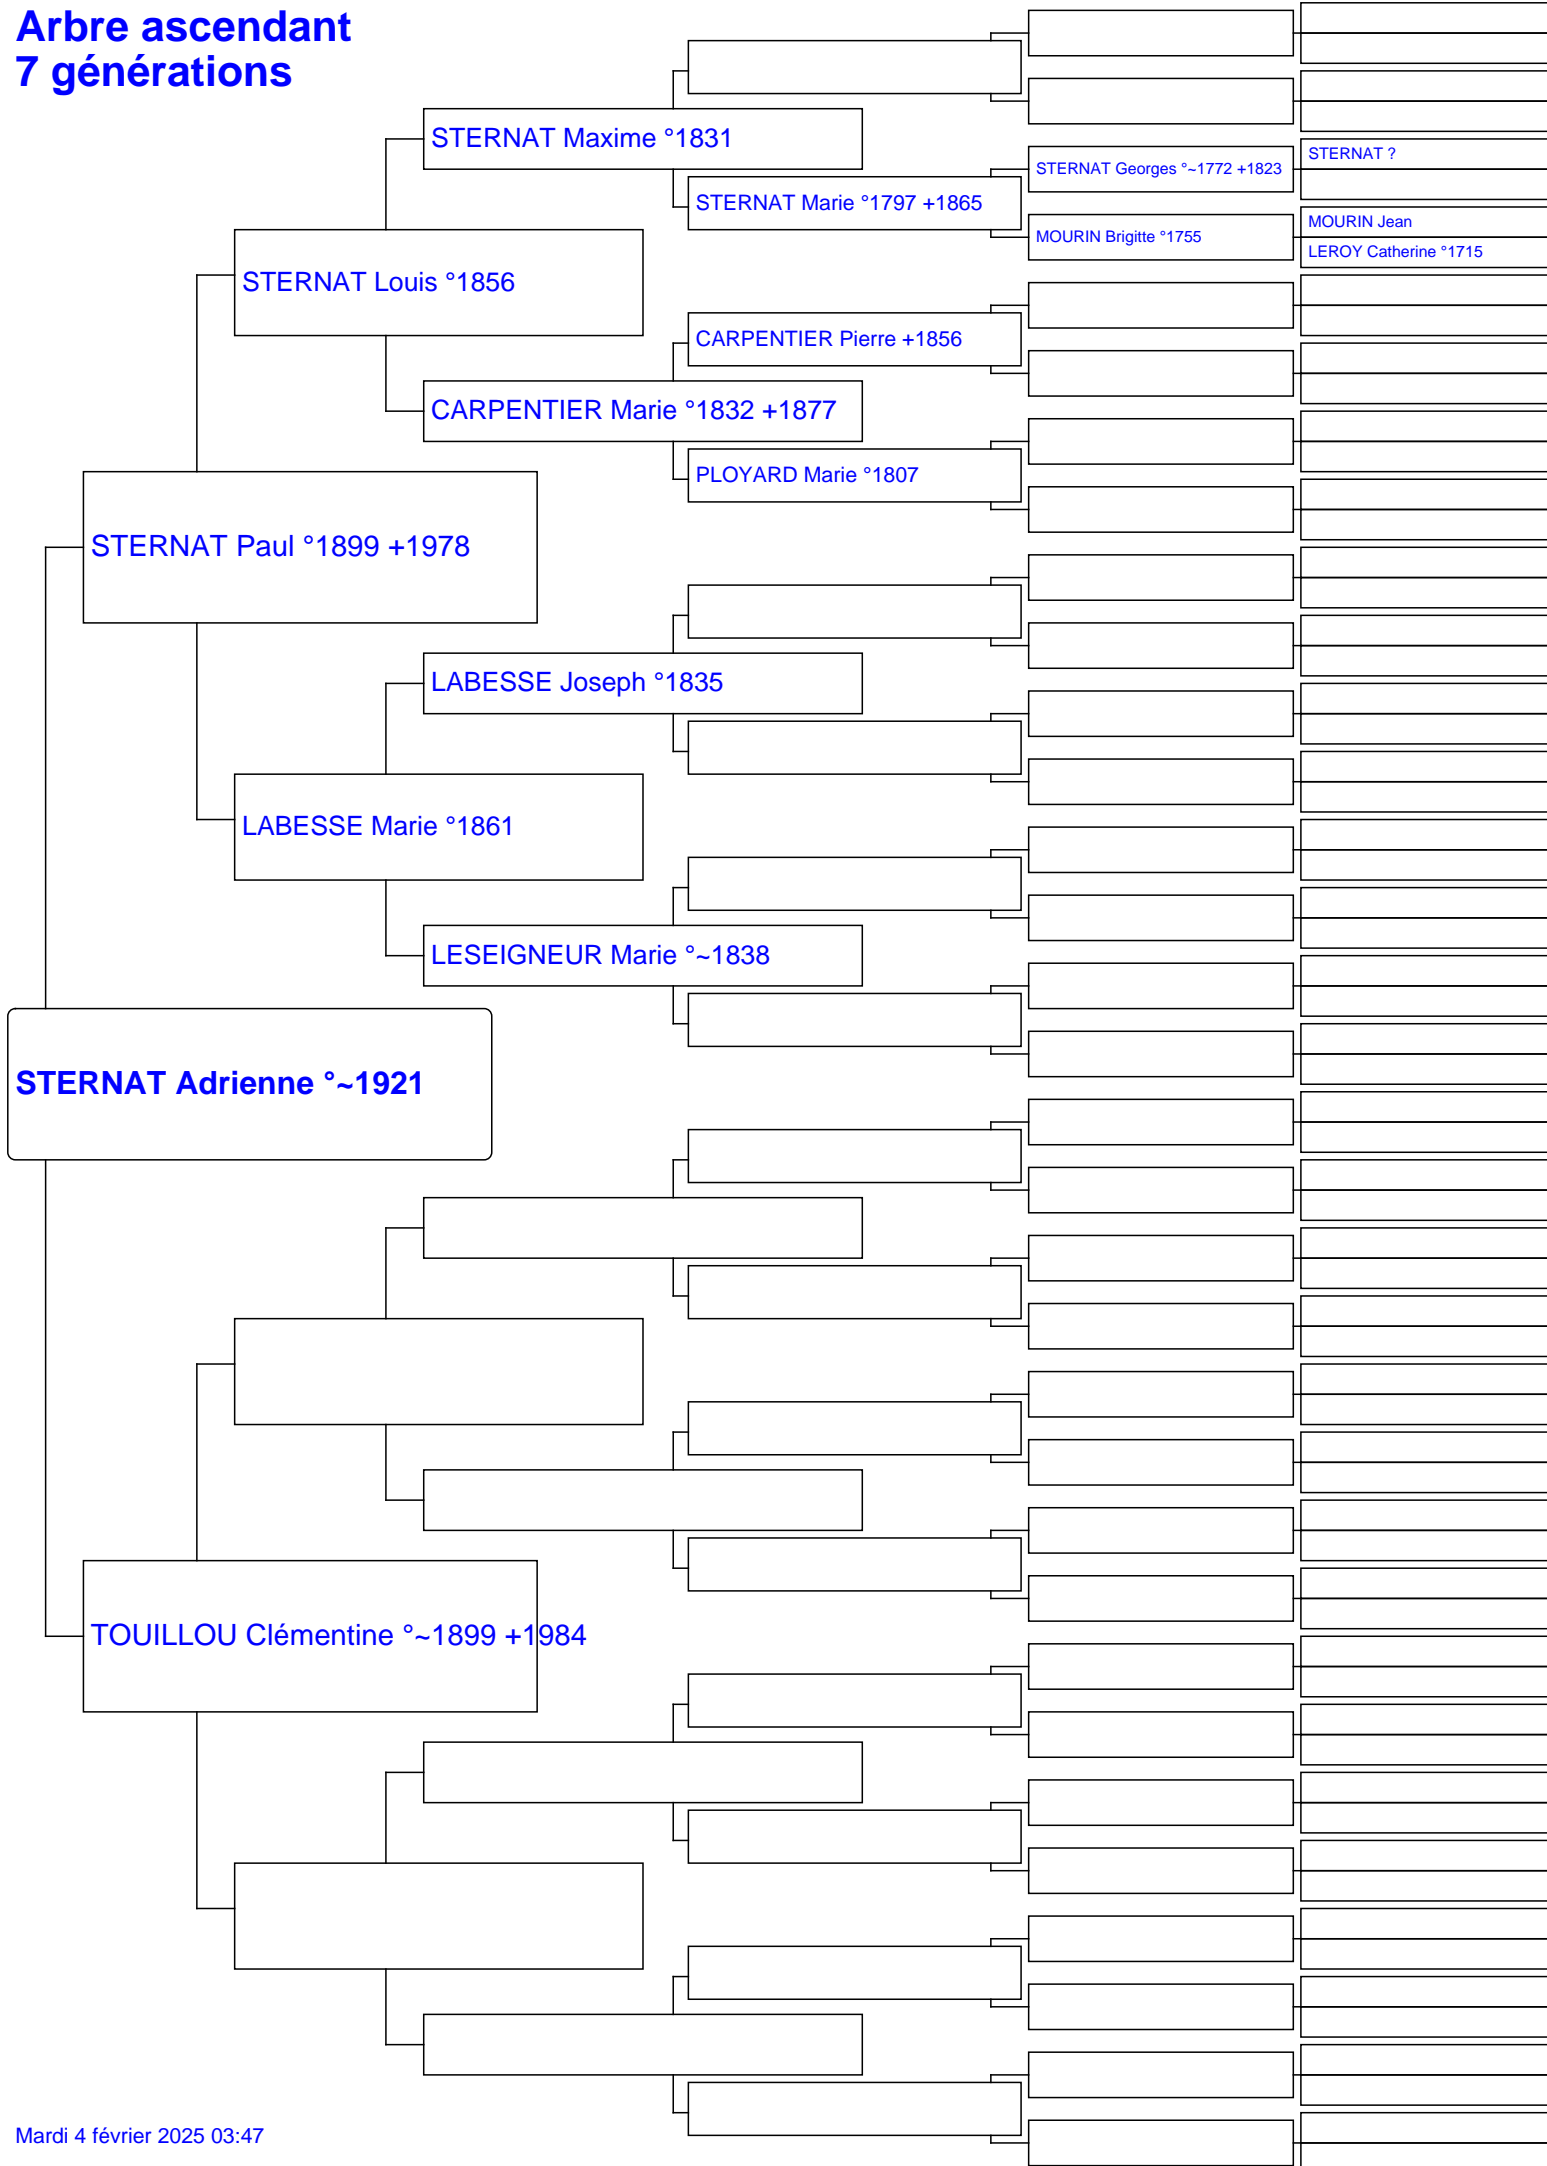 Arbre ascendant
7 générations
STERNAT Maxime °1831
STERNAT Georges °~1772 +1823
STERNAT ?
STERNAT Marie °1797 +1865
MOURIN Brigitte °1755
MOURIN Jean
LEROY Catherine °1715
STERNAT Louis °1856
CARPENTIER Pierre +1856
CARPENTIER Marie °1832 +1877
PLOYARD Marie °1807
STERNAT Paul °1899 +1978
LABESSE Joseph °1835
LABESSE Marie °1861
LESEIGNEUR Marie °~1838
STERNAT Adrienne °~1921
TOUILLOU Clémentine °~1899 +1984
Mardi 4 février 2025 03:47